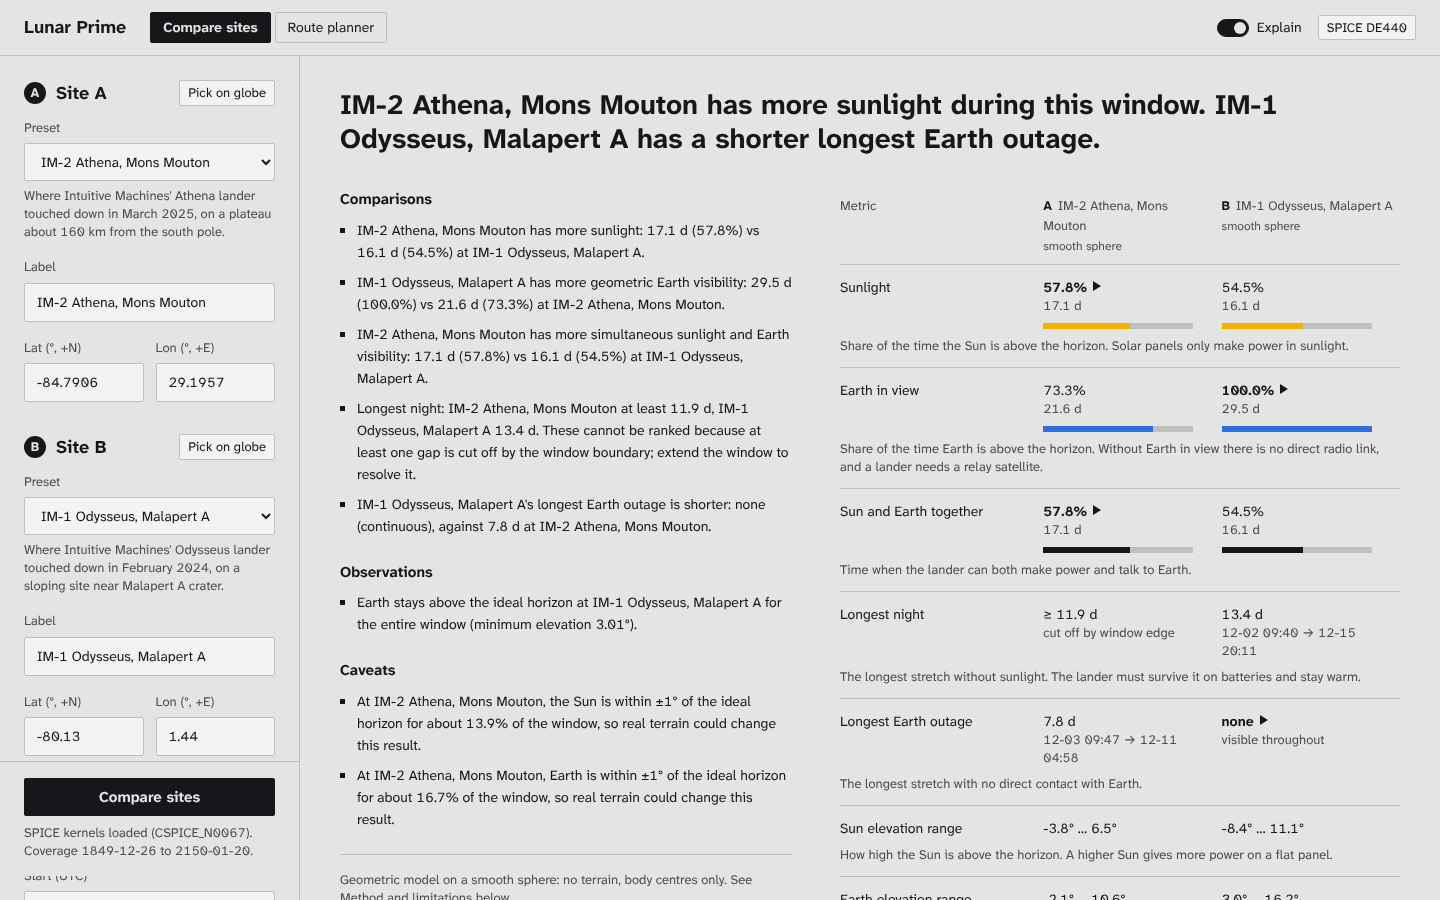 Lunar Prime
Compare sites
Route planner
Explain
SPICE DE440
A
Site A
Pick on globe
Preset
IM-2 Athena, Mons Mouton
Where Intuitive Machines' Athena lander
touched down in March 2025, on a plateau
about 160 km from the south pole.
Label
IM-2 Athena, Mons Mouton
Lat (°, +N)
Lon (°, +E)
-84.7906
29.1957
B
Site B
Pick on globe
Preset
IM-1 Odysseus, Malapert A
Where Intuitive Machines' Odysseus lander
touched down in February 2024, on a
sloping site near Malapert A crater.
Label
IM-1 Odysseus, Malapert A
Lat (°, +N)
Lon (°, +E)
-80.13
1.44
Compare sites
SPICE kernels loaded (CSPICE_N0067).
Coverage 1849-12-26 to 2150-01-20.
Start (UTC)
IM-2 Athena, Mons Mouton has more sunlight during this window. IM-1
Odysseus, Malapert A has a shorter longest Earth outage.
Comparisons
IM-2 Athena, Mons Mouton has more sunlight: 17.1 d (57.8%) vs
16.1 d (54.5%) at IM-1 Odysseus, Malapert A.
IM-1 Odysseus, Malapert A has more geometric Earth visibility: 29.5 d
(100.0%) vs 21.6 d (73.3%) at IM-2 Athena, Mons Mouton.
IM-2 Athena, Mons Mouton has more simultaneous sunlight and Earth
visibility: 17.1 d (57.8%) vs 16.1 d (54.5%) at IM-1 Odysseus,
Malapert A.
Longest night: IM-2 Athena, Mons Mouton at least 11.9 d, IM-1
Odysseus, Malapert A 13.4 d. These cannot be ranked because at
least one gap is cut off by the window boundary; extend the window to
resolve it.
IM-1 Odysseus, Malapert A's longest Earth outage is shorter: none
(continuous), against 7.8 d at IM-2 Athena, Mons Mouton.
Observations
Earth stays above the ideal horizon at IM-1 Odysseus, Malapert A for
the entire window (minimum elevation 3.01°).
Caveats
At IM-2 Athena, Mons Mouton, the Sun is within ±1° of the ideal
horizon for about 13.9% of the window, so real terrain could change
this result.
At IM-2 Athena, Mons Mouton, Earth is within ±1° of the ideal horizon
for about 16.7% of the window, so real terrain could change this
result.
Geometric model on a smooth sphere: no terrain, body centres only. See
Method and limitations below.
Metric
A IM-2 Athena, Mons
Mouton
smooth sphere
B IM-1 Odysseus, Malapert A
smooth sphere
Sunlight
57.8%
17.1 d
54.5%
16.1 d
Share of the time the Sun is above the horizon. Solar panels only make power in sunlight.
Earth in view
73.3%
21.6 d
100.0%
29.5 d
Share of the time Earth is above the horizon. Without Earth in view there is no direct radio link,
and a lander needs a relay satellite.
Sun and Earth together
57.8%
17.1 d
54.5%
16.1 d
Time when the lander can both make power and talk to Earth.
Longest night
≥ 11.9 d
cut off by window edge
13.4 d
12-02 09:40 → 12-15
20:11
The longest stretch without sunlight. The lander must survive it on batteries and stay warm.
Longest Earth outage
7.8 d
12-03 09:47 → 12-11
04:58
none
visible throughout
The longest stretch with no direct contact with Earth.
Sun elevation range
-3.8° … 6.5°
-8.4° … 11.1°
How high the Sun is above the horizon. A higher Sun gives more power on a flat panel.
Earth elevation range
-2.1° … 10.6°
3.0° … 16.2°